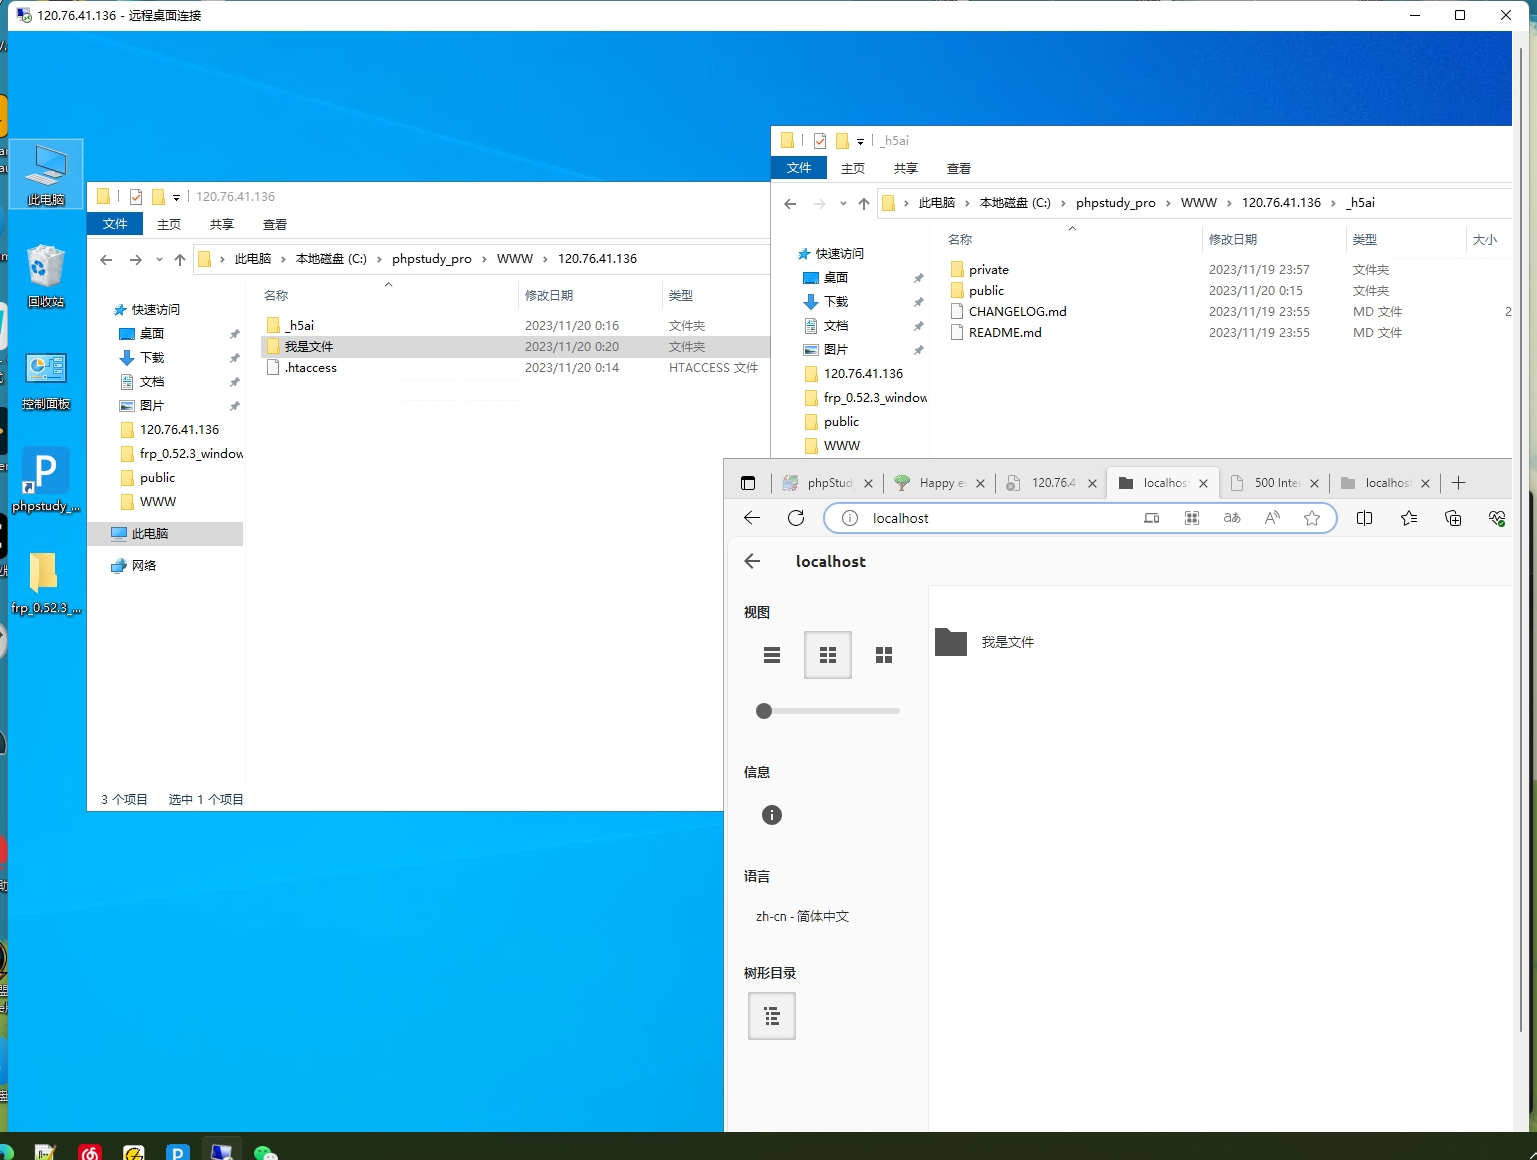 120.76.41.136 - 远程桌面连接
此电脑
回收站
控制面板
phpstudy_...
frp_0.52.3_...
120.76.41.136
文件 主页 共享 查看
此电脑 本地磁盘 (C:) phpstudy_pro WWW 120.76.41.136
名称 修改日期 类型
快速访问
桌面
下载
文档
图片
120.76.41.136
frp_0.52.3_window
public
WWW
此电脑
网络
_h5ai 2023/11/20 0:16 文件夹
我是文件 2023/11/20 0:20 文件夹
.htaccess 2023/11/20 0:14 HTACCESS 文件
3 个项目 选中 1 个项目
_h5ai
文件 主页 共享 查看
此电脑 本地磁盘 (C:) phpstudy_pro WWW 120.76.41.136 _h5ai
名称 修改日期 类型 大小
快速访问
桌面
下载
文档
图片
120.76.41.136
frp_0.52.3_window
public
WWW
private 2023/11/19 23:57 文件夹
public 2023/11/20 0:15 文件夹
CHANGELOG.md 2023/11/19 23:55 MD 文件 2
README.md 2023/11/19 23:55 MD 文件
phpStudy Happy 120.76.4 localhost 500 Inter localhost
localhost
localhost
视图
信息
语言
zh-cn - 简体中文
树形目录
我是文件